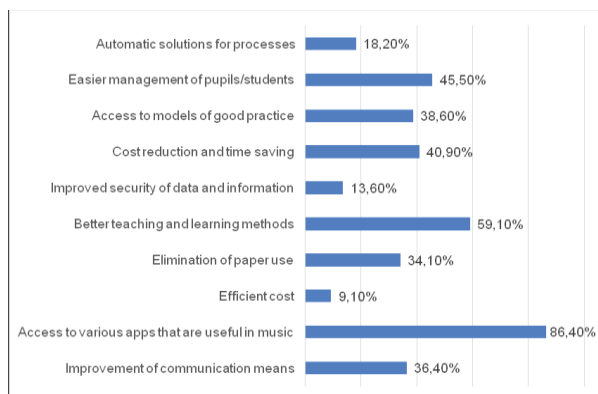 Automatic solutions for processes 18,20%
Easier management of pupils/students 45,50%
Access to models of good practice 38,60%
Cost reduction and time saving 40,90%
Improved security of data and information 13,60%
Better teaching and learning methods 59,10%
Elimination of paper use 34,10%
Efficient cost 9,10%
Access to various apps that are useful in music 86,40%
Improvement of communication means 36,40%